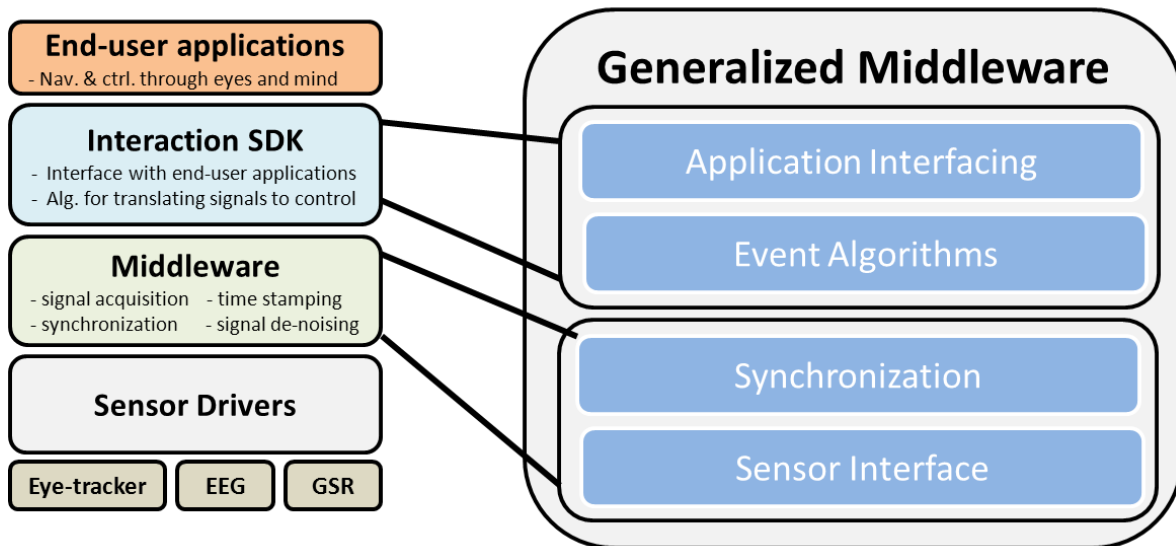 End-user applications
- Nav. & ctrl. through eyes and mind
Interaction SDK
- Interface with end-user applications
- Alg. for translating signals to control
Middleware
- signal acquisition - time stamping
- synchronization - signal de-noising
Sensor Drivers
Eye-tracker EEG GSR
Generalized Middleware
Application Interfacing
Event Algorithms
Synchronization
Sensor Interface